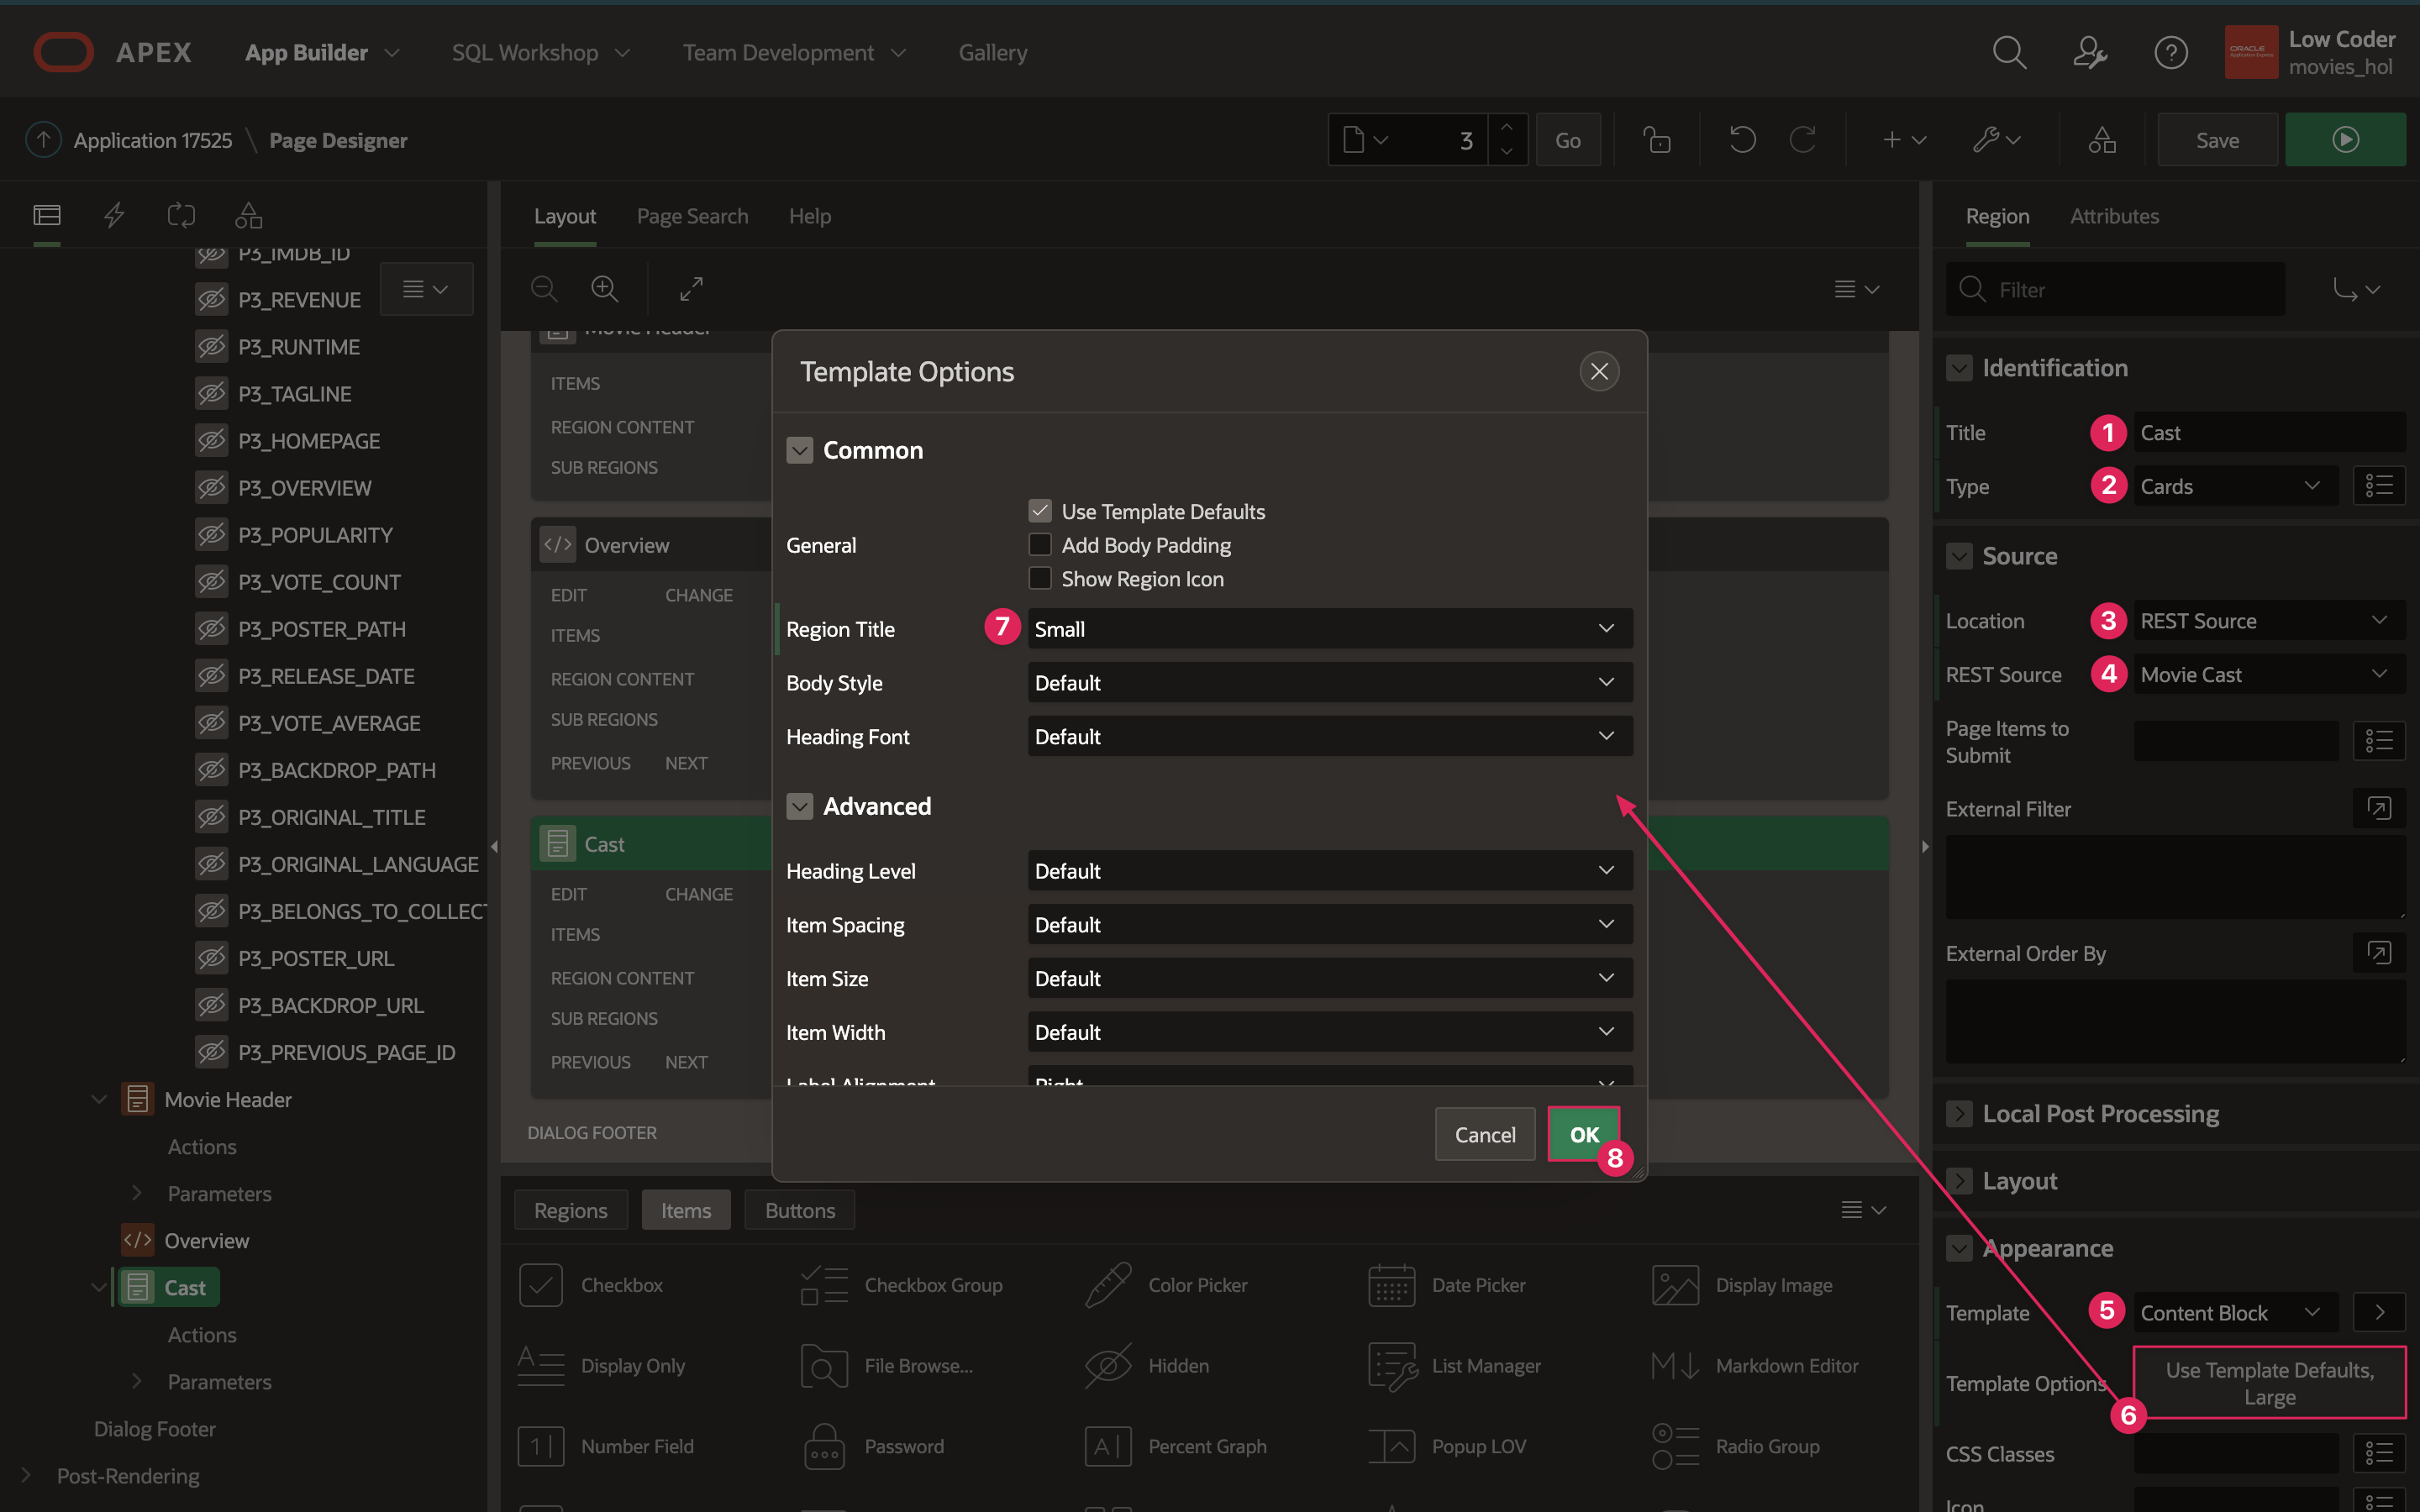 APEX App Builder SQL Workshop Team Development Gallery
ORACLE
Low Coder
movies_hol
Application 17525 \ Page Designer
3 Go Save
P3_IMDB_ID
P3_REVENUE
P3_RUNTIME
P3_TAGLINE
P3_HOMEPAGE
P3_OVERVIEW
P3_POPULARITY
P3_VOTE_COUNT
P3_POSTER_PATH
P3_RELEASE_DATE
P3_VOTE_AVERAGE
P3_BACKDROP_PATH
P3_ORIGINAL_TITLE
P3_ORIGINAL_LANGUAGE
P3_BELONGS_TO_COLLECT
P3_POSTER_URL
P3_BACKDROP_URL
P3_PREVIOUS_PAGE_ID
Movie Header
Actions
Parameters
Overview
Cast
Actions
Parameters
Dialog Footer
Post-Rendering
Layout Page Search Help
Movie Header
ITEMS
REGION CONTENT
SUB REGIONS
Overview
EDIT CHANGE
ITEMS
REGION CONTENT
SUB REGIONS
PREVIOUS NEXT
Cast
EDIT CHANGE
ITEMS
REGION CONTENT
SUB REGIONS
PREVIOUS NEXT
DIALOG FOOTER
Template Options
Common
General
Use Template Defaults
Add Body Padding
Show Region Icon
Region Title 7 Small
Body Style Default
Heading Font Default
Advanced
Heading Level Default
Item Spacing Default
Item Size Default
Item Width Default
Label Alignment Right
Cancel OK
8
Regions Items Buttons
Checkbox Checkbox Group Color Picker Date Picker Display Image
Display Only File Browse... Hidden List Manager Markdown Editor
Number Field Password Percent Graph Popup LOV Radio Group
Region Attributes
Filter
Identification
Title 1 Cast
Type 2 Cards
Source
Location 3 REST Source
REST Source 4 Movie Cast
Page Items to
Submit
External Filter
External Order By
Local Post Processing
Layout
Appearance
Template 5 Content Block
Template Options Use Template Defaults,
Large
6
CSS Classes
Icon